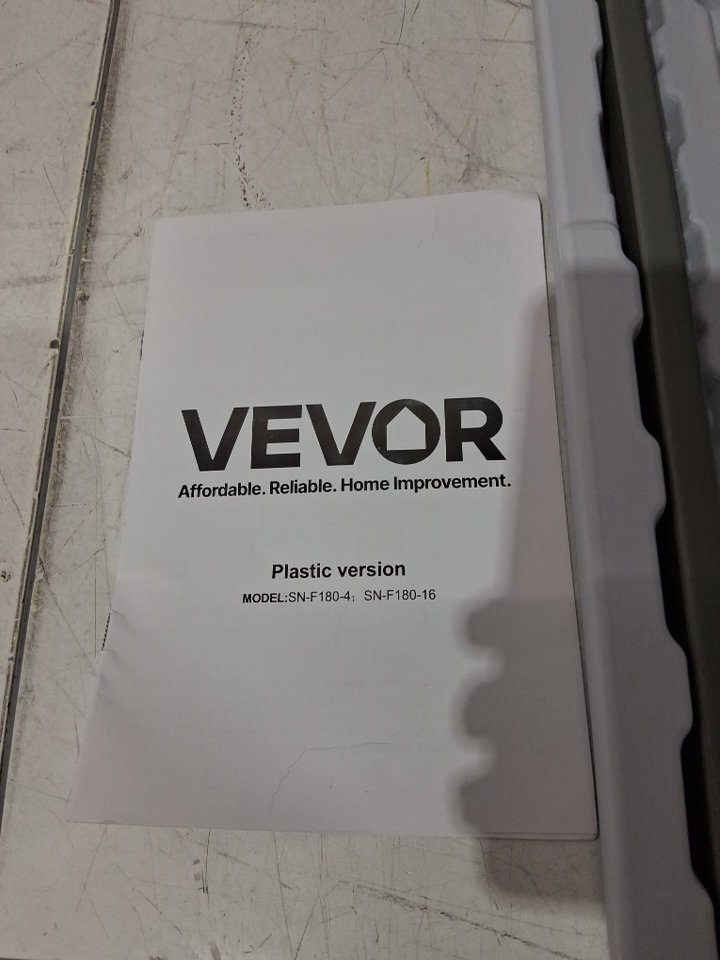 VEVOR
Affordable. Reliable. Home Improvement.
Plastic version
MODEL:SN-F180-4; SN-F180-16